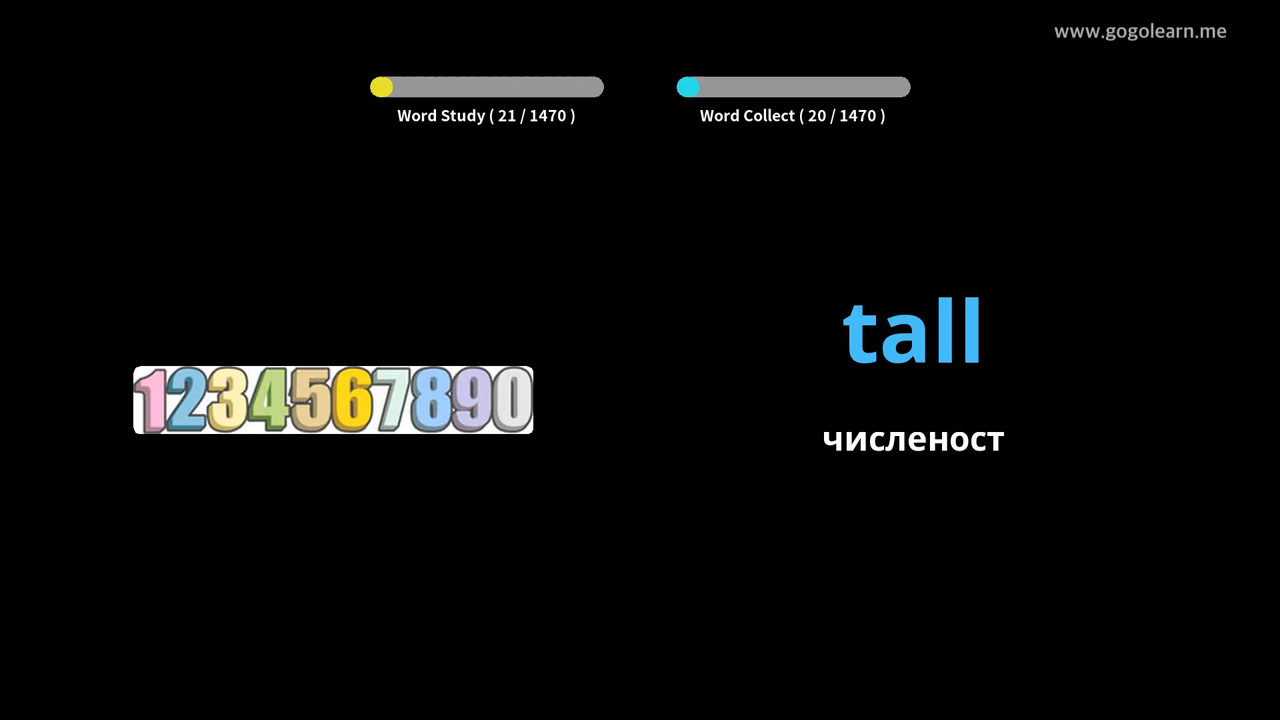 www.gogolearn.me
Word Study ( 21 / 1470 )
Word Collect ( 20 / 1470 )
tall
1234567890
численост